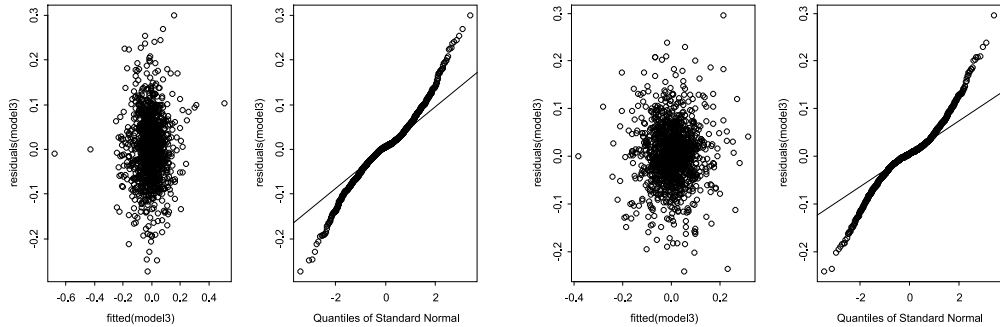 residuals(model3)
-0.2 -0.1 0.0 0.1 0.2 0.3
-0.6 -0.4 -0.2 0.0 0.2 0.4
fitted(model3)
residuals(model3)
-0.2 -0.1 0.0 0.1 0.2 0.3
-2 0 2
Quantiles of Standard Normal
residuals(model3)
-0.2 -0.1 0.0 0.1 0.2 0.3
-0.4 -0.2 0.0 0.2
fitted(model3)
residuals(model3)
-0.2 -0.1 0.0 0.1 0.2 0.3
-2 0 2
Quantiles of Standard Normal